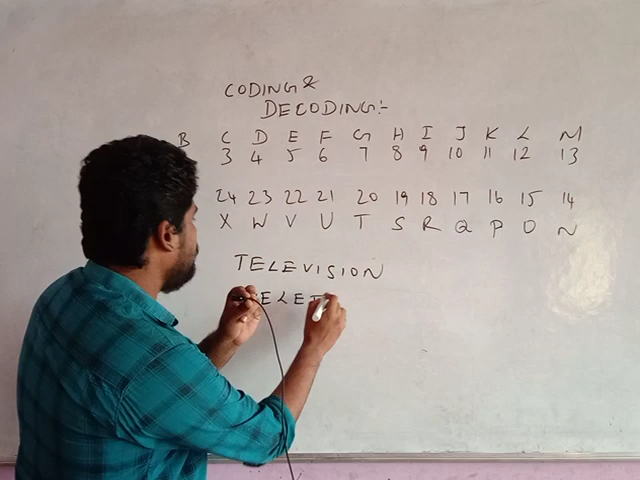 CODING &
DECODING:-
B C D E F G H I J K L M
3 4 5 6 7 8 9 10 11 12 13
24 23 22 21 20 19 18 17 16 15 14
X W V U T S R Q P O N
TELEVISION
ELE